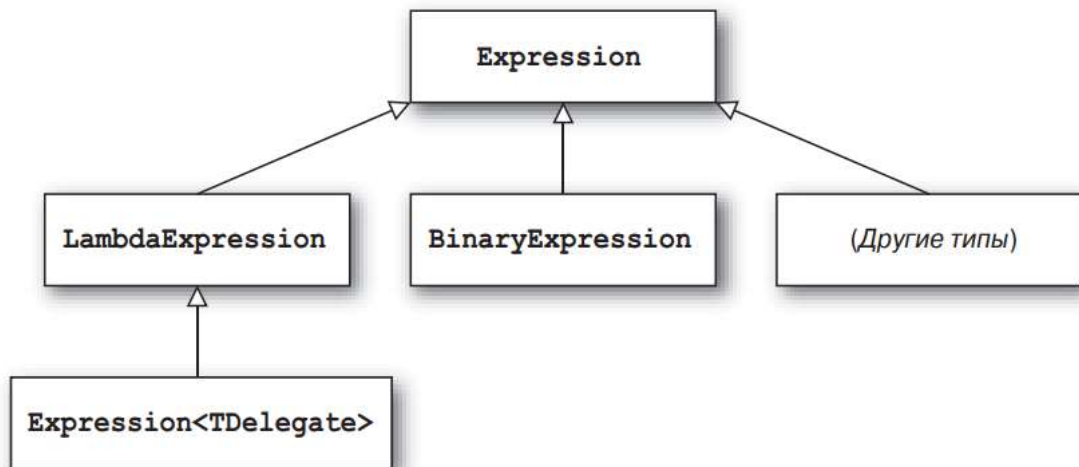 Expression
LambdaExpression
BinaryExpression
(Другие типы)
Expression<TDelegate>